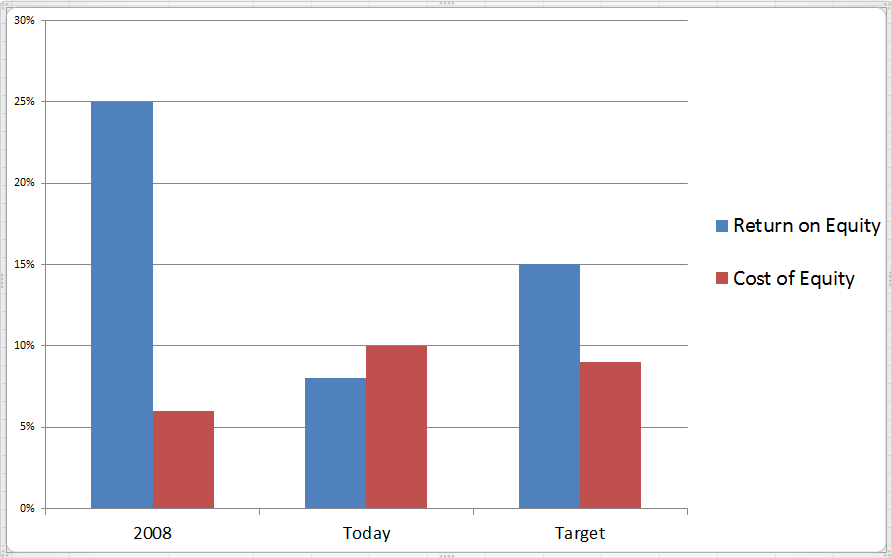 30%
25%
20%
15%
10%
5%
0%
2008
Today
Target
Return on Equity
Cost of Equity